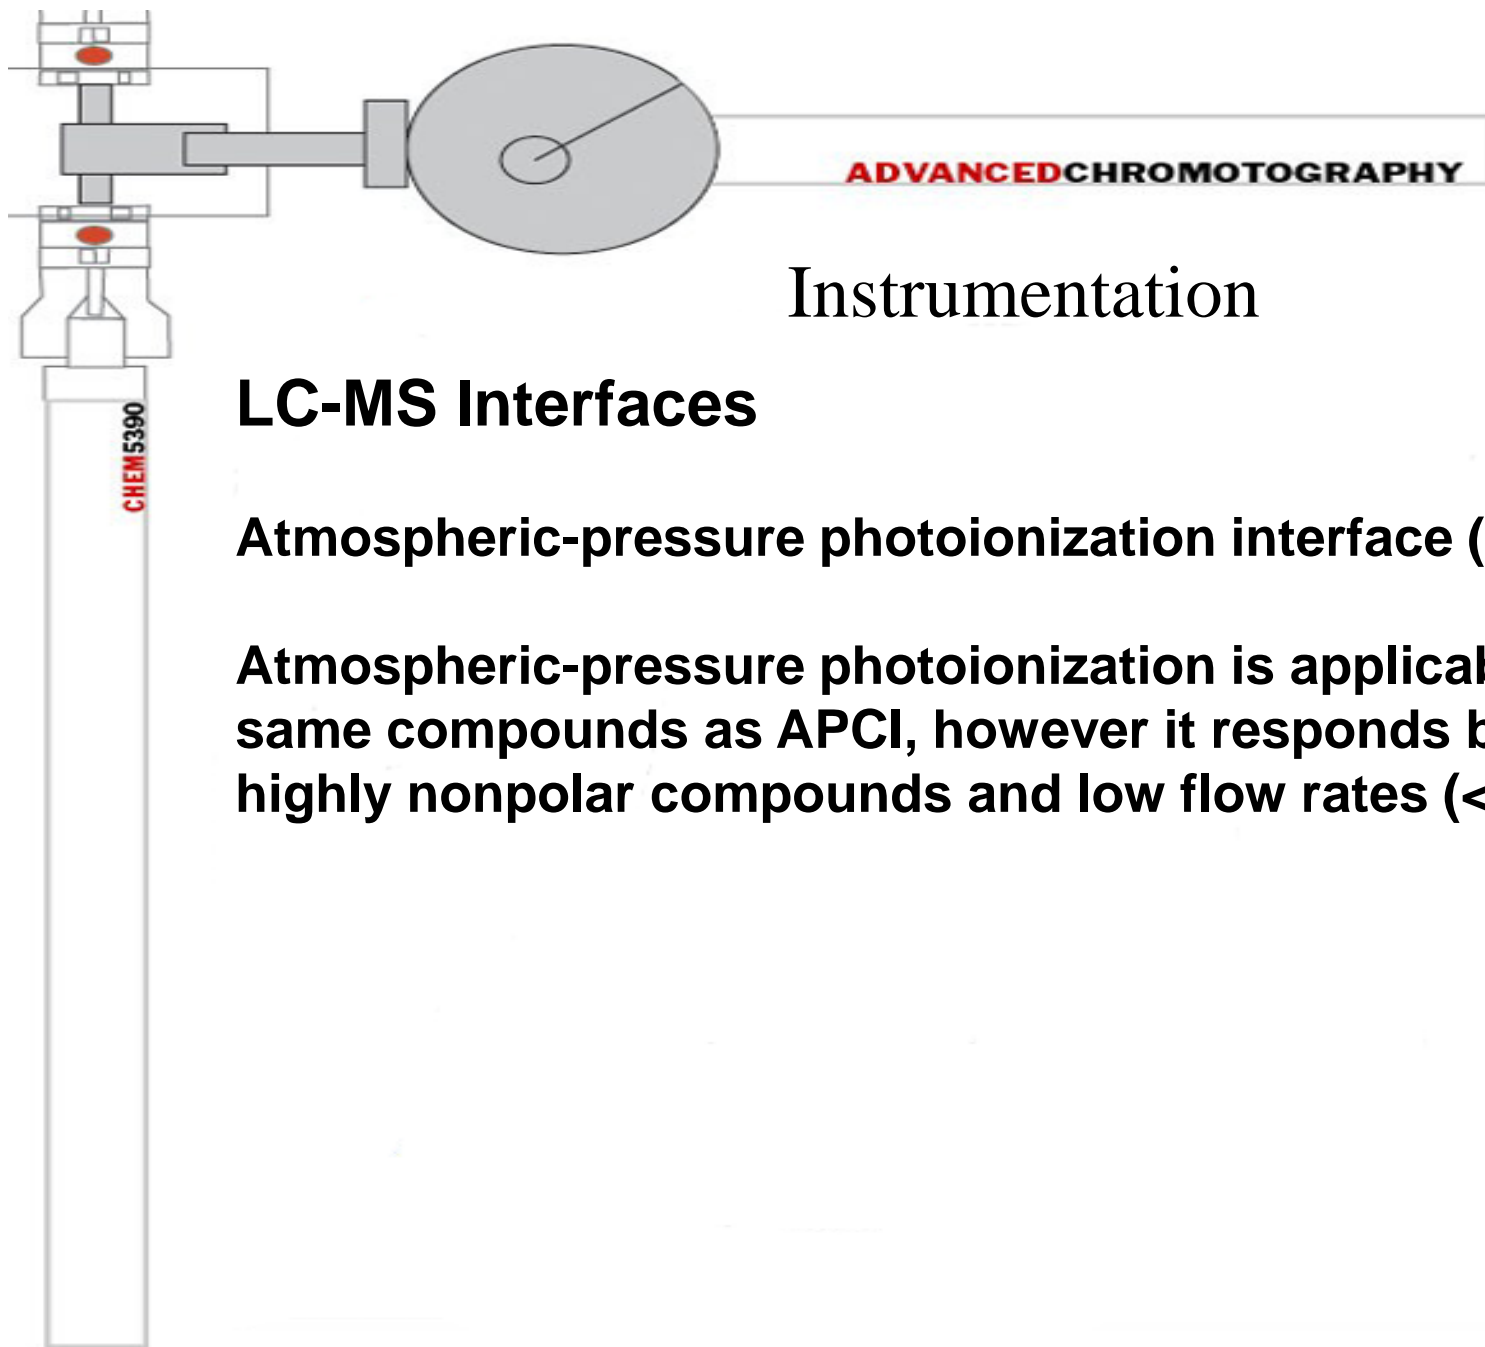 ADVANCEDCHROMOTOGRAPHY
Instrumentation
LC-MS Interfaces
CHEM5390
Atmospheric-pressure photoionization interface (
Atmospheric-pressure photoionization is
same compounds as APCI, however it responds
highly nonpolar compounds and low flow rates (<